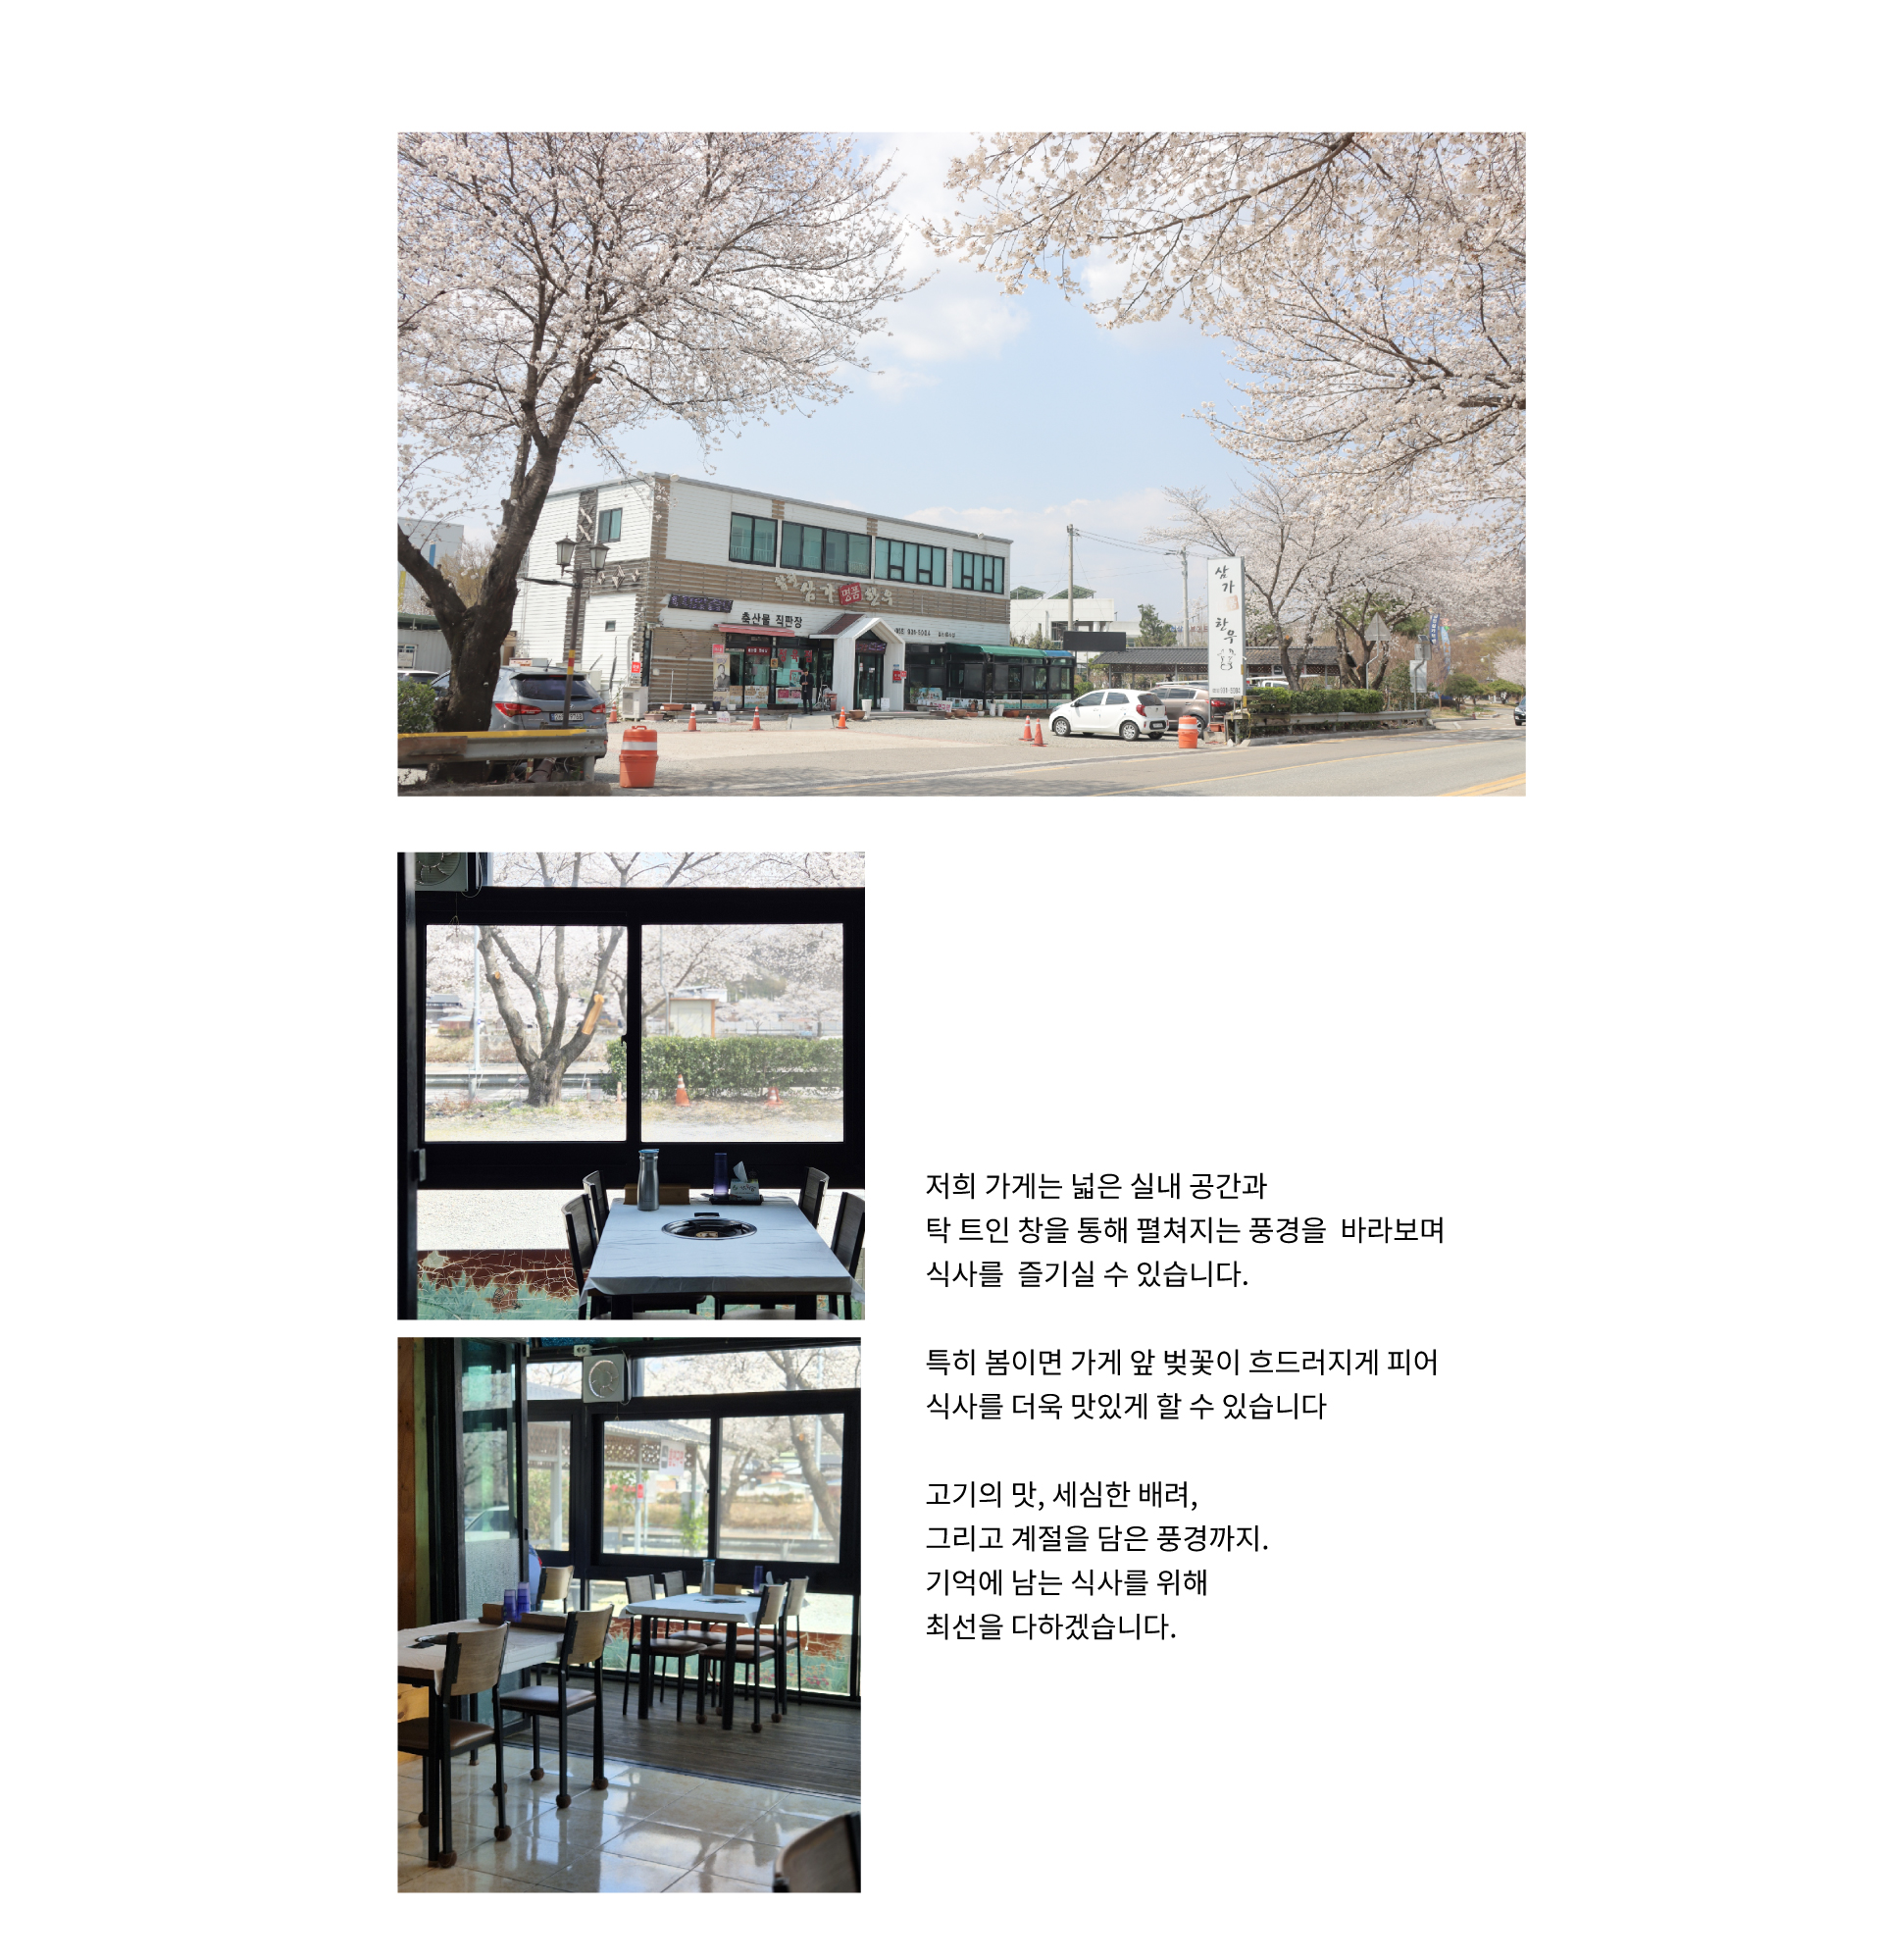 삼가 명품 한우
축산물 직판장
삼가
한우
저희 가게는 넓은 실내 공간과
탁 트인 창을 통해 펼쳐지는 풍경을  바라보며
식사를  즐기실 수 있습니다.
특히 봄이면 가게 앞 벚꽃이 흐드러지게 피어
식사를 더욱 맛있게 할 수 있습니다
고기의 맛, 세심한 배려,
그리고 계절을 담은 풍경까지.
기억에 남는 식사를 위해
최선을 다하겠습니다.